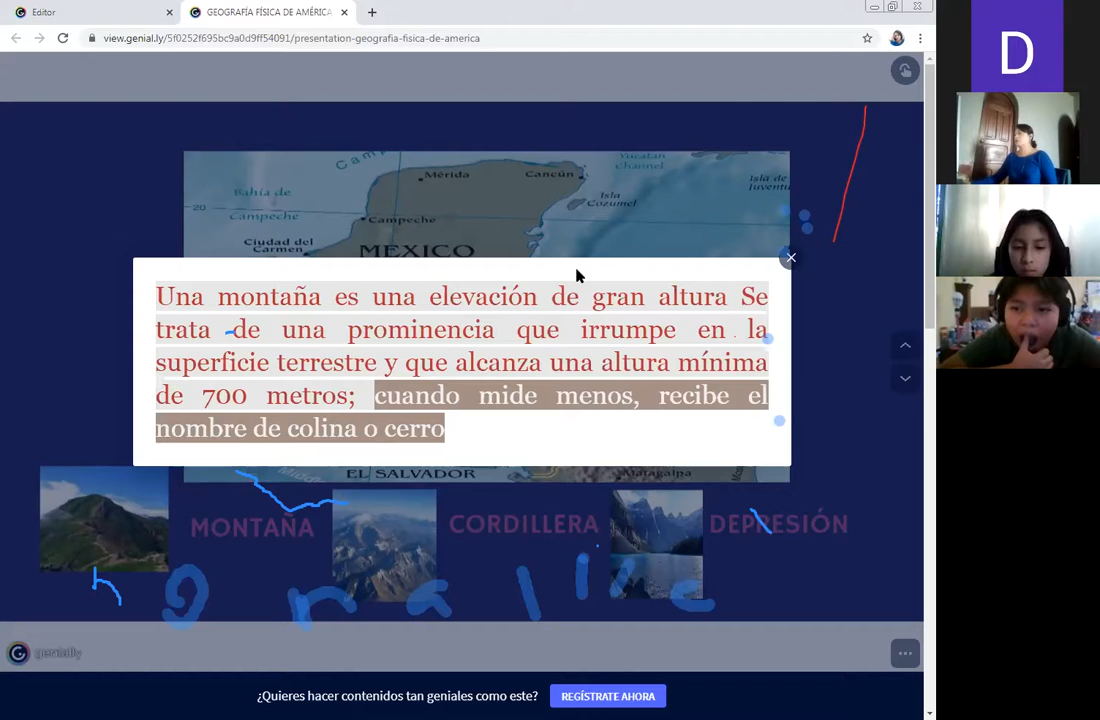 Editor
GEOGRAFÍA FÍSICA DE AMÉRICA
view.genial.ly/5f0252f695bc9a0d9ff54091/presentation-geografia-fisica-de-america
D
Mérida
Cancún
Yucatan
Channel
Isla de
Bahía de
Campeche
20
Isla
Cozumel
Campeche
Ciudad del
Carmen
MEXICO
Una montaña es una elevación de gran altura Se
trata de una prominencia que irrumpe en la
superficie terrestre y que alcanza una altura mínima
de 700 metros; cuando mide menos, recibe el
nombre de colina o cerro
EL SALVADOR
Matagalpa
MONTAÑA
CORDILLERA
DEPRESIÓN
genially
¿Quieres hacer contenidos tan geniales como este?
REGÍSTRATE AHORA